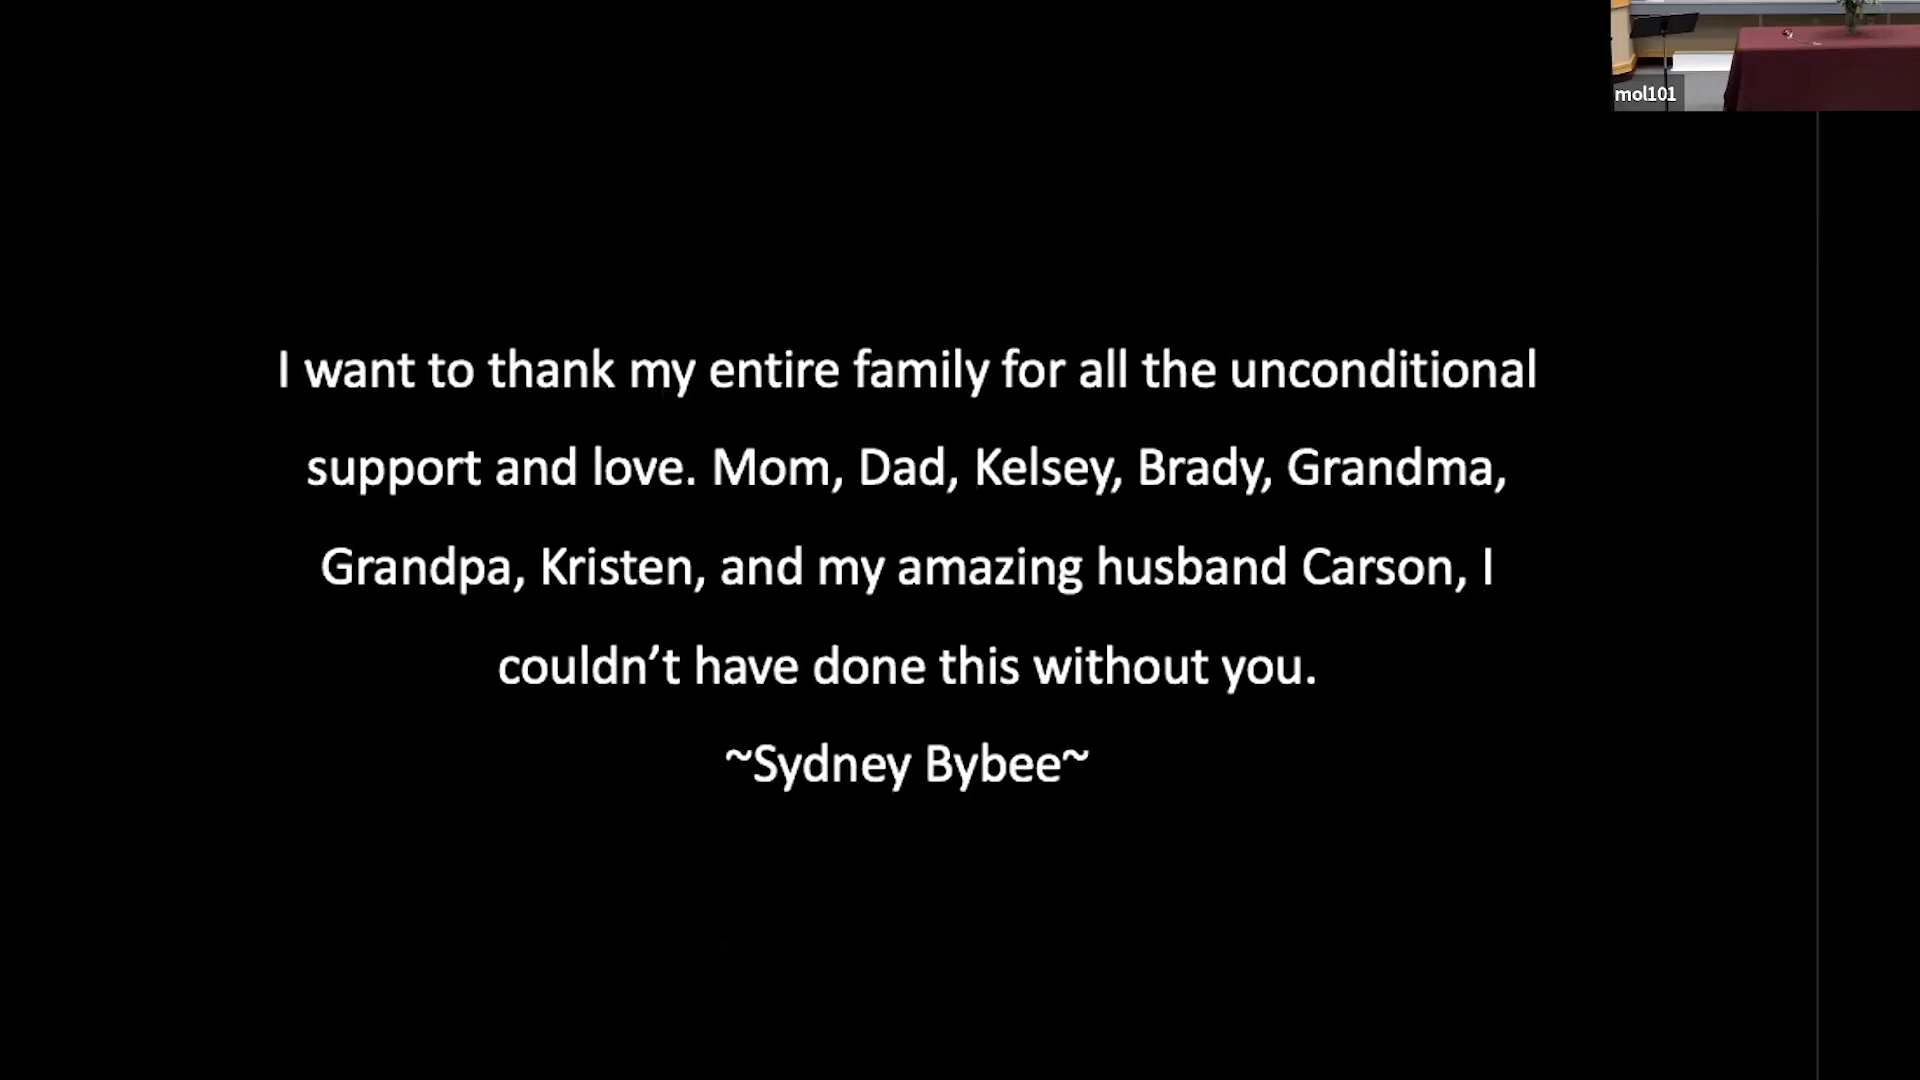 mol101
I want to thank my entire family for all the unconditional
support and love. Mom, Dad, Kelsey, Brady, Grandma,
Grandpa, Kristen, and my amazing husband Carson, I
couldn’t have done this without you.
~Sydney Bybee~